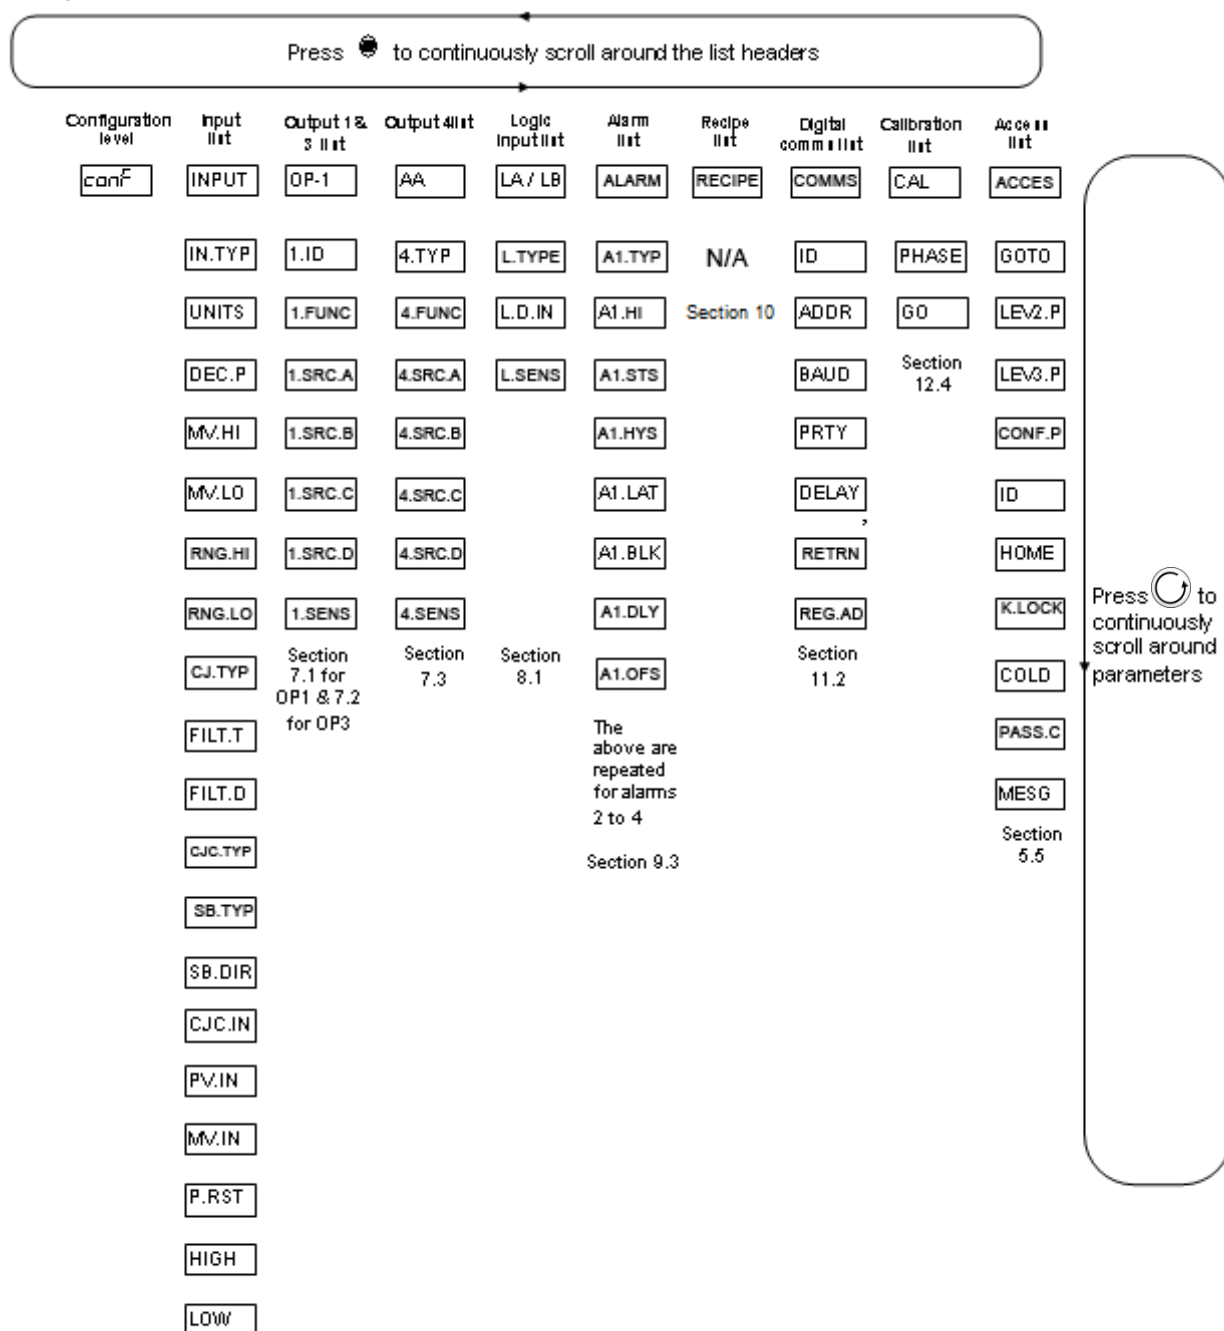 Press to continuously scroll around the list headers
Configuration level
conf
Input list
INPUT
IN.TYP
UNITS
DEC.P
MV.HI
MV.LO
RNG.HI
RNG.LO
CJ.TYP
FILT.T
FILT.D
CJC.TYP
SB.TYP
SB.DIR
CJC.IN
PV.IN
MV.IN
P.RST
HIGH
LOW
Output 1 &
3 list
OP-1
1.ID
1.FUNC
1.SRC.A
1.SRC.B
1.SRC.C
1.SRC.D
1.SENS
Section
7.1 for
OP1 & 7.2
for OP3
Output 4 list
AA
4.TYP
4.FUNC
4.SRC.A
4.SRC.B
4.SRC.C
4.SRC.D
4.SENS
Section
7.3
Logic
input list
LA / LB
L.TYPE
L.D.IN
L.SENS
Section
8.1
Alarm
list
ALARM
A1.TYP
A1.HI
A1.STS
A1.HYS
A1.LAT
A1.BLK
A1.DLY
A1.OFS
The
above are
repeated
for alarms
2 to 4
Section 9.3
Recipe
list
RECIPE
N/A
Section 10
Digital
comms list
COMMS
ID
ADDR
BAUD
PRTY
DELAY
,
RETRN
REG.AD
Section
11.2
Calibration
list
CAL
PHASE
GO
Section
12.4
Access
list
ACCES
GOTO
LEV2.P
LEV3.P
CONF.P
ID
HOME
K.LOCK
COLD
PASS.C
MESG
Section
5.5
Press to
continuously
scroll around
parameters